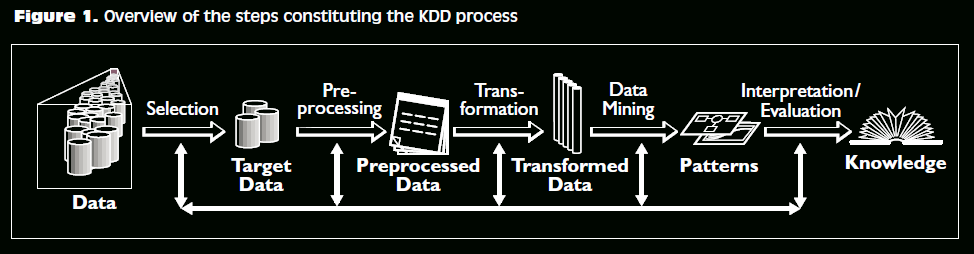 Figure 1. Overview of the steps constituting the KDD process
Selection
Pre-
processing
Trans-
formation
Data
Mining
Interpretation/
Evaluation
Data
Target
Data
Preprocessed
Data
Transformed
Data
Patterns
Knowledge